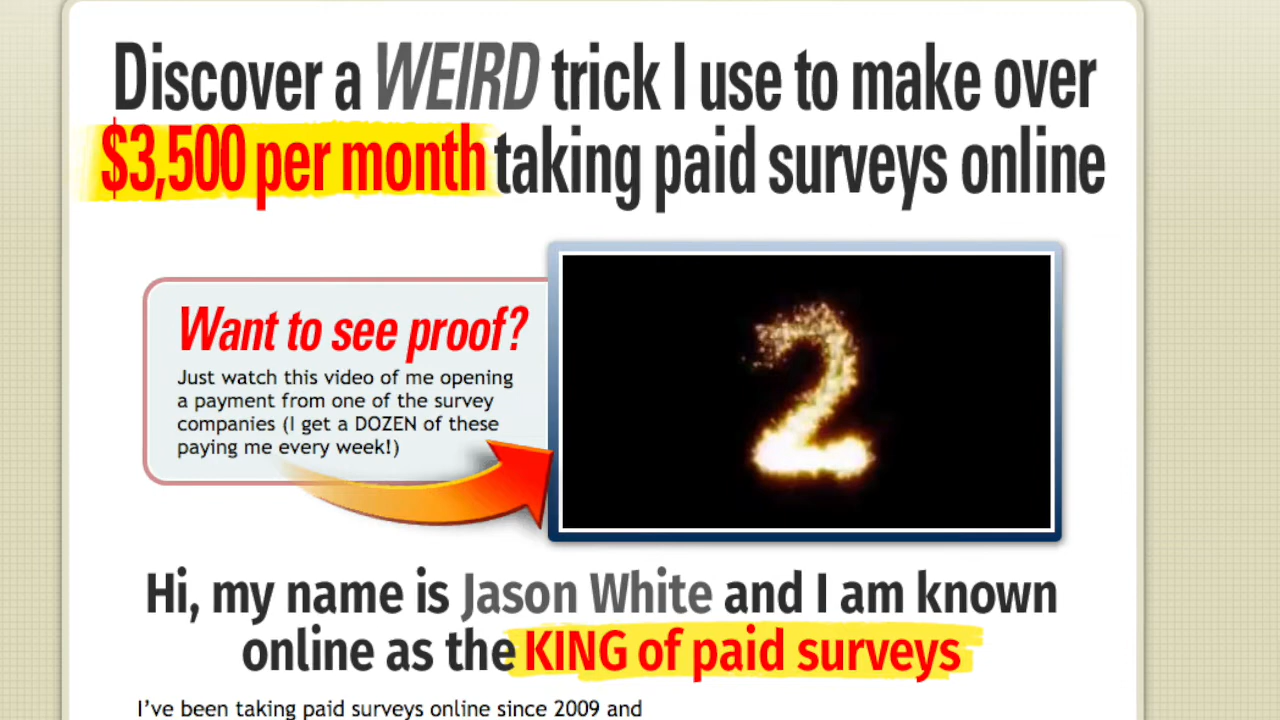 Discover a WEIRD trick I use to make over
$3,500 per month taking paid surveys online
Want to see proof?
Just watch this video of me opening
a payment from one of the survey
companies (I get a DOZEN of these
paying me every week!)
2
Hi, my name is Jason White and I am known
online as the KING of paid surveys
I've been taking paid surveys online since 2009 and